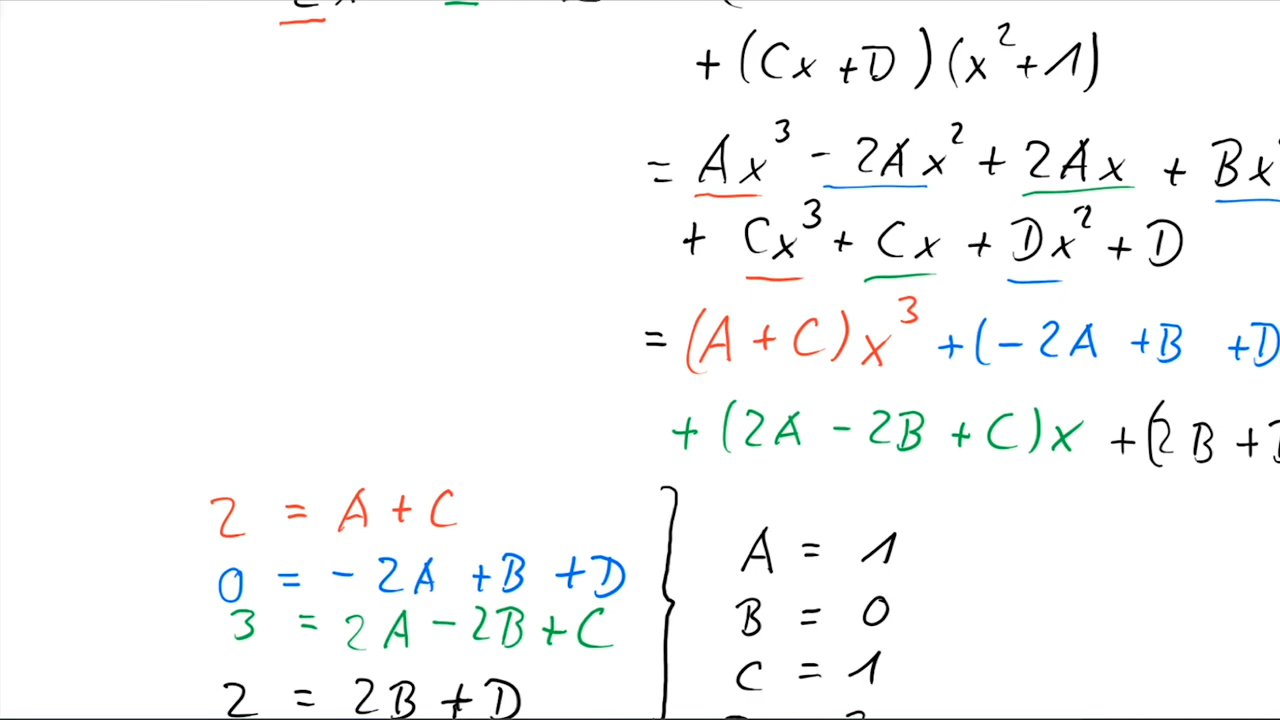 + (Cx + D) (x² + 1)
= Ax³ - 2Ax² + 2Ax + Bx
+ Cx³ + Cx + Dx² + D
= (A + C)x³ + (-2A + B + D
+ (2A - 2B + C)x + (2B +
2 = A + C
0 = -2A + B + D
3 = 2A - 2B + C
2 = 2B + D
A = 1
B = 0
C = 1